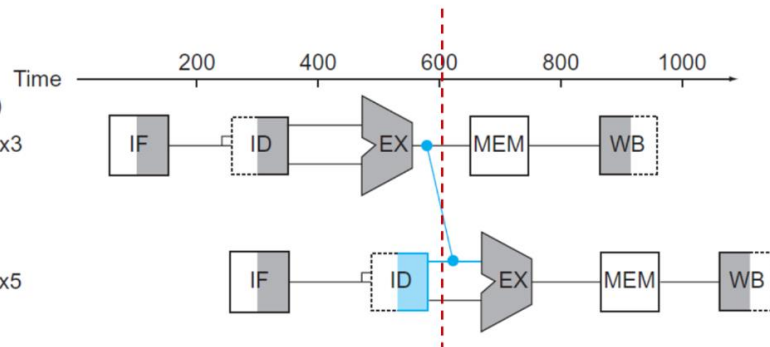 200 400 600 800 1000
Time
)
x3 IF ID EX MEM WB
x5 IF ID EX MEM WB